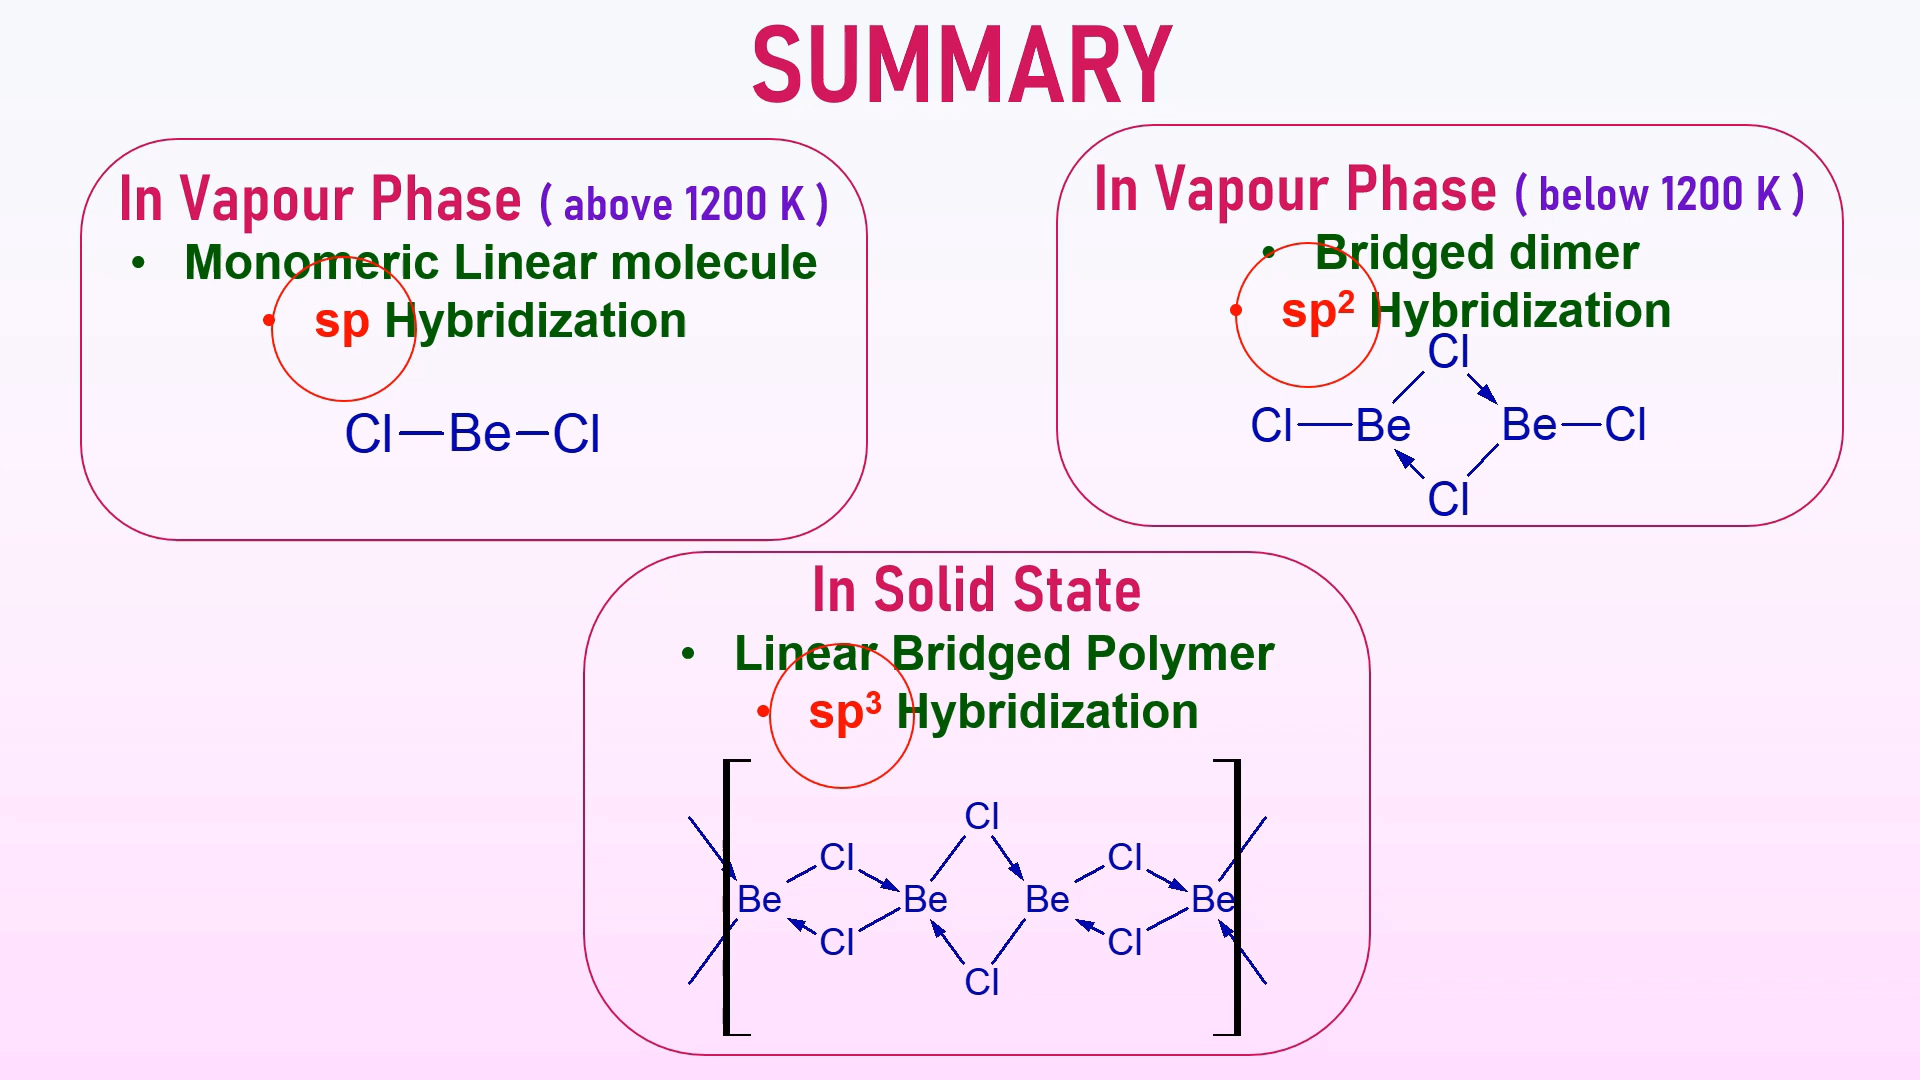 SUMMARY
In Vapour Phase ( above 1200 K )
• Monomeric Linear molecule
• sp Hybridization
Cl—Be—Cl
In Vapour Phase ( below 1200 K )
• Bridged dimer
• sp² Hybridization
Cl
Cl—Be Be—Cl
Cl
In Solid State
• Linear Bridged Polymer
• sp³ Hybridization
Cl
Cl Cl
Be Be Be Be
Cl Cl
Cl